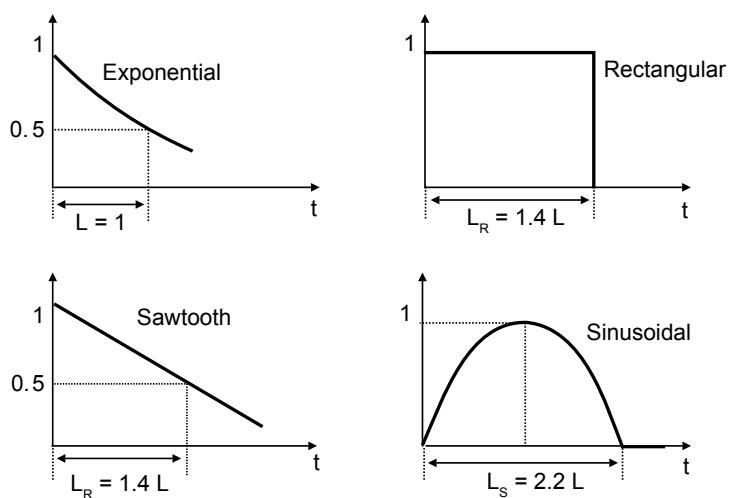 1
Exponential
0.5
t
L = 1
1
Rectangular
t
L_R = 1.4 L
1
Sawtooth
0.5
t
L_R = 1.4 L
1
Sinusoidal
t
L_S = 2.2 L